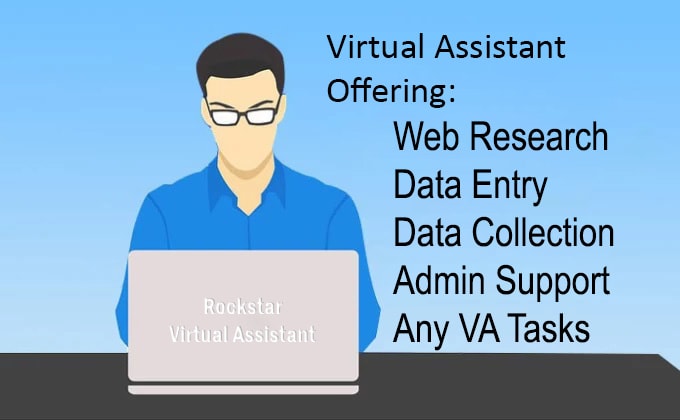 Virtual Assistant
Offering:
Web Research
Data Entry
Data Collection
Admin Support
Any VA Tasks
Rockstar
Virtual Assistant